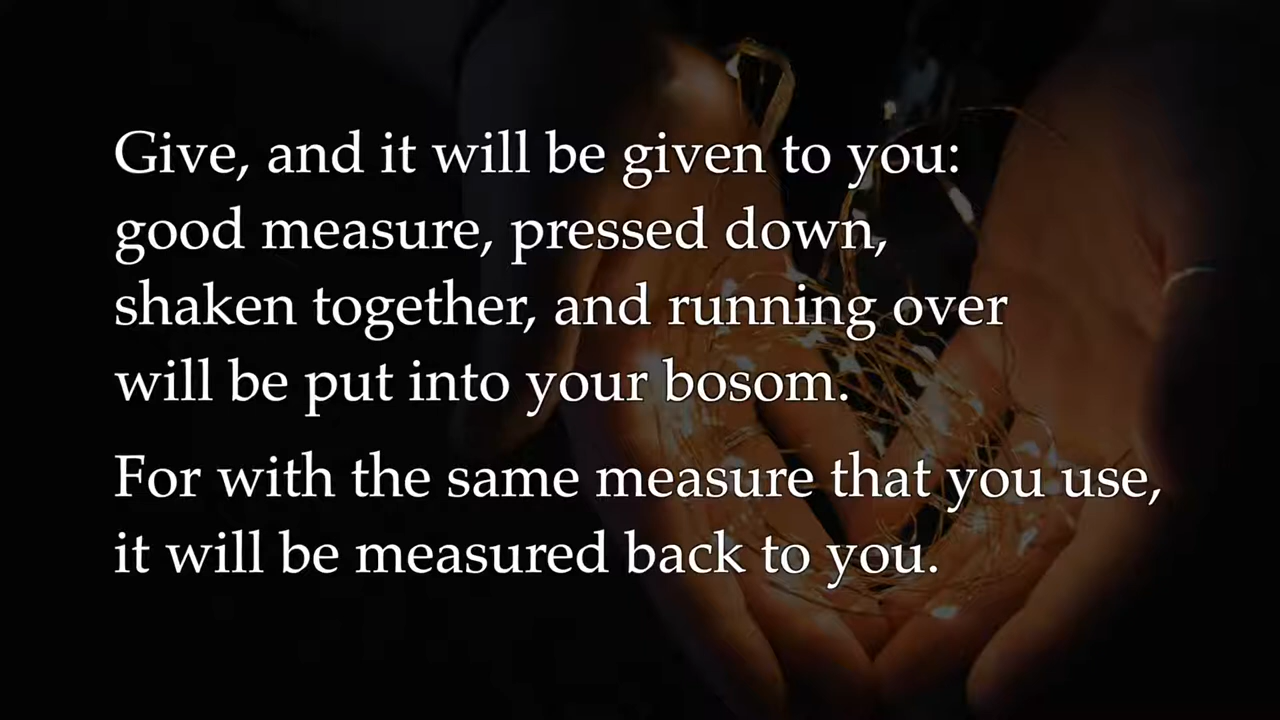 Give, and it will be given to you:
good measure, pressed down,
shaken together, and running over
will be put into your bosom.
For with the same measure that you use,
it will be measured back to you.